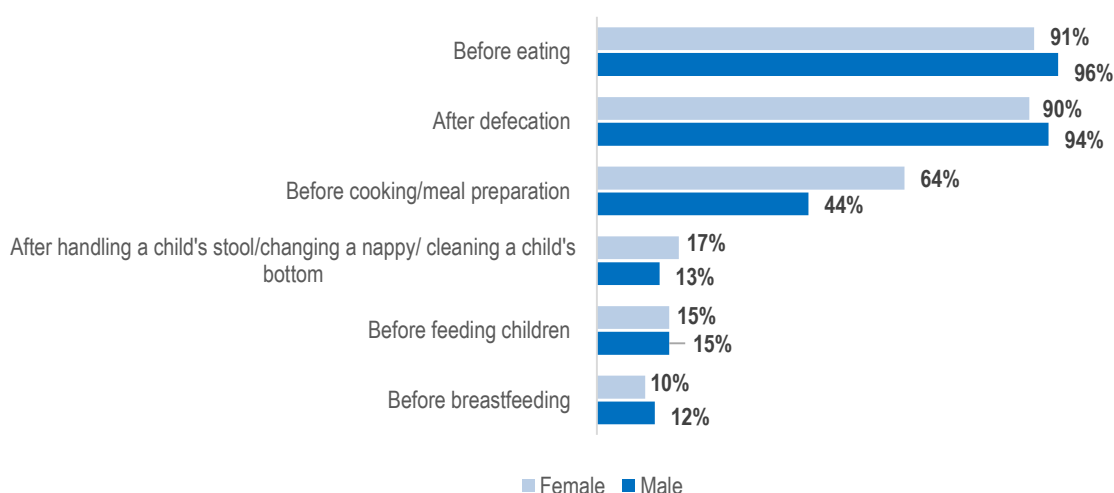 Before eating
91%
96%
After defecation
90%
94%
Before cooking/meal preparation
64%
44%
After handling a child's stool/changing a nappy/ cleaning a child's
bottom
17%
13%
Before feeding children
15%
15%
Before breastfeeding
10%
12%
Female Male